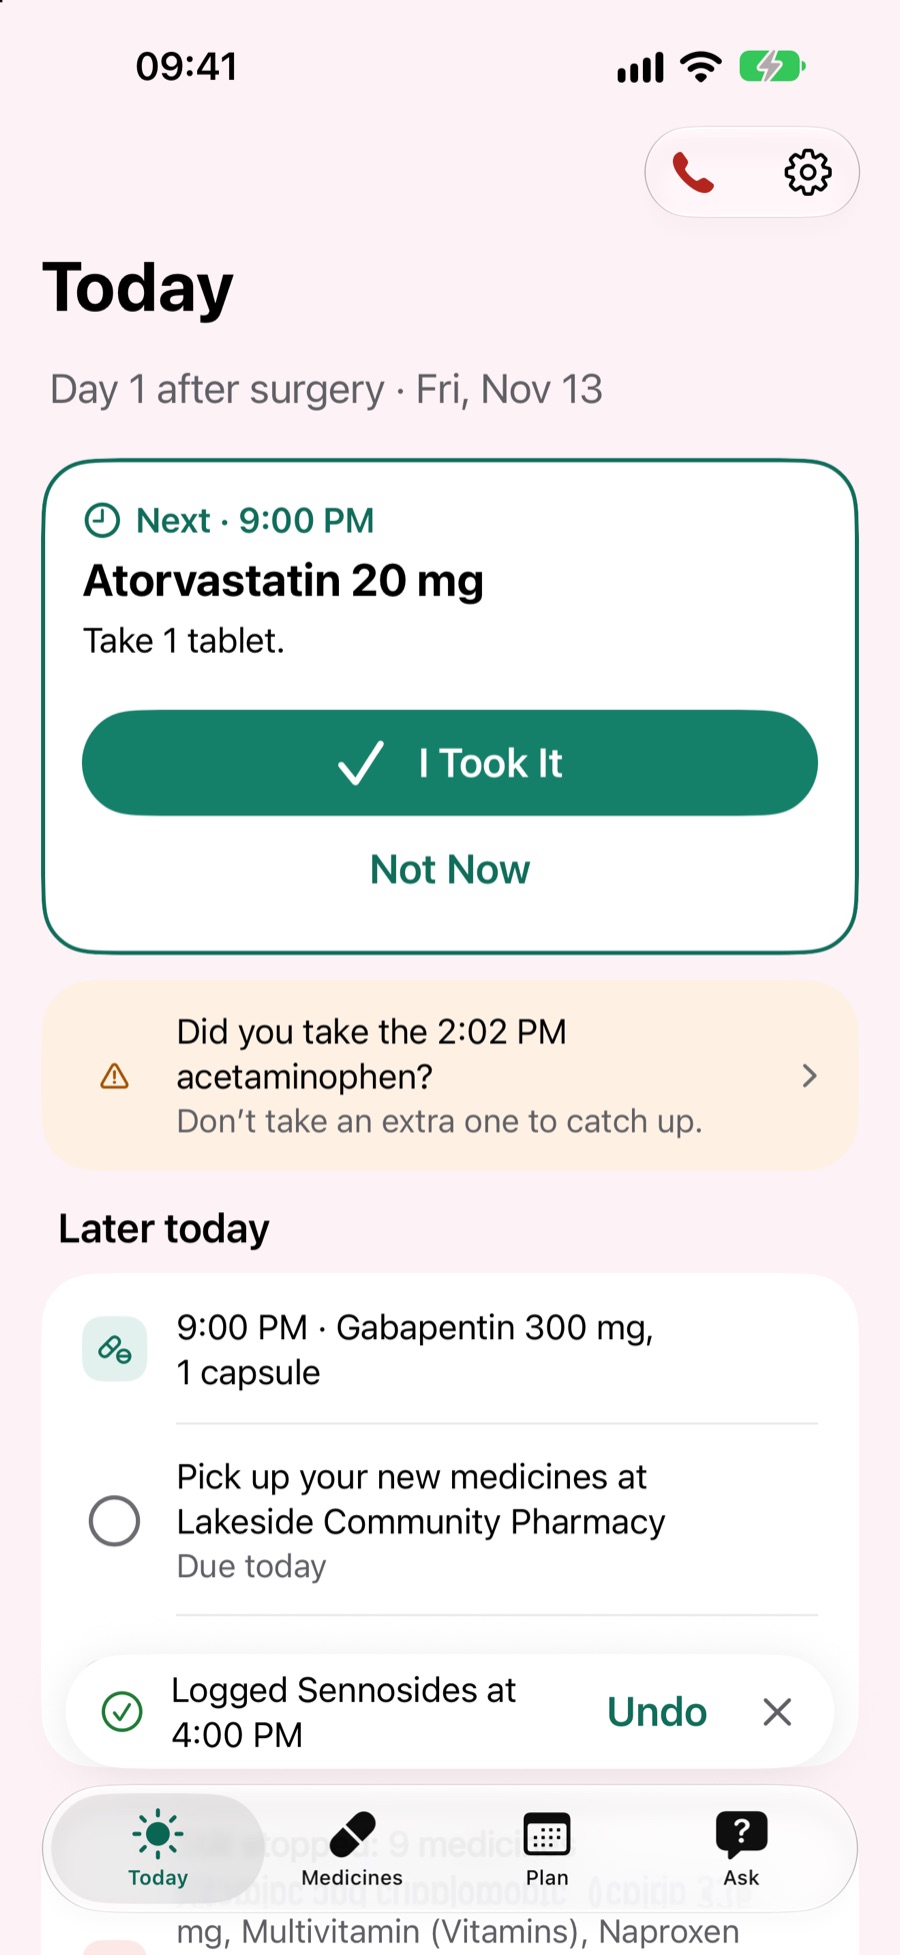 09:41
Today
Day 1 after surgery · Fri, Nov 13
Next · 9:00 PM
Atorvastatin 20 mg
Take 1 tablet.
I Took It
Not Now
Did you take the 2:02 PM
acetaminophen?
Don’t take an extra one to catch up.
Later today
9:00 PM · Gabapentin 300 mg,
1 capsule
Pick up your new medicines at
Lakeside Community Pharmacy
Due today
Logged Sennosides at
4:00 PM
Undo
topped: 9 medici
Today
Medicines
Plan
Ask
mg, Multivitamin (Vitamins), Naproxen